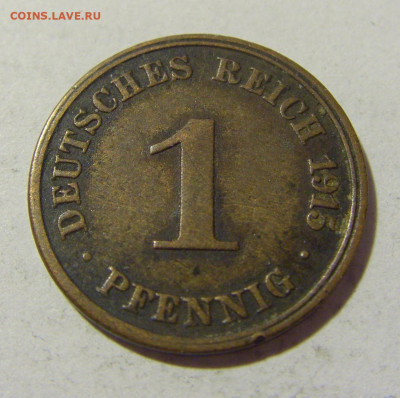 COINS.LAVE.RU
DEUTSCHES REICH 1915
1
· PFENNIG ·